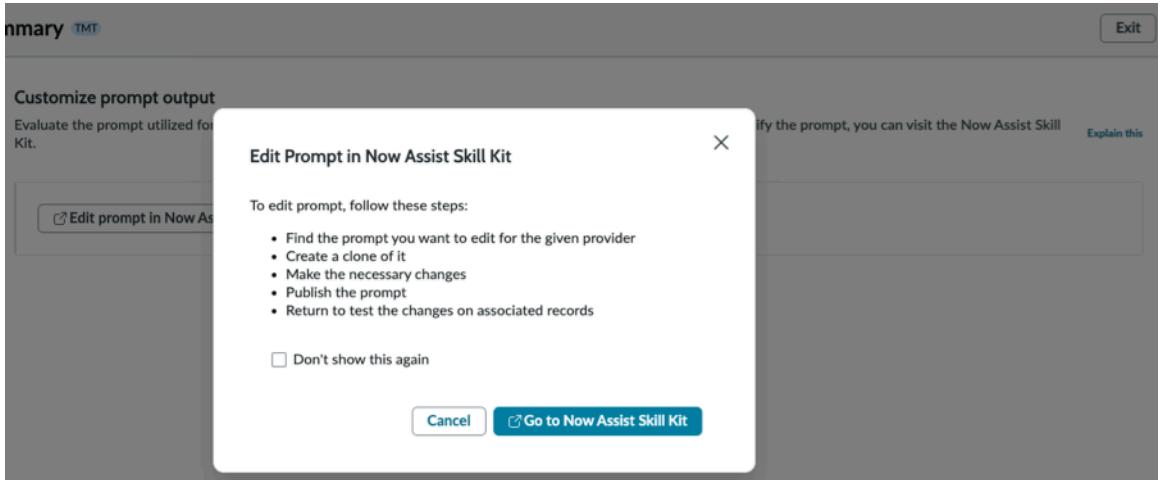 mmary TMT
Exit
Customize prompt output
Evaluate the prompt utilized for
ify the prompt, you can visit the Now Assist Skill
Kit.
Explain this
Edit prompt in Now As
Edit Prompt in Now Assist Skill Kit
To edit prompt, follow these steps:
• Find the prompt you want to edit for the given provider
• Create a clone of it
• Make the necessary changes
• Publish the prompt
• Return to test the changes on associated records
Don't show this again
Cancel
Go to Now Assist Skill Kit